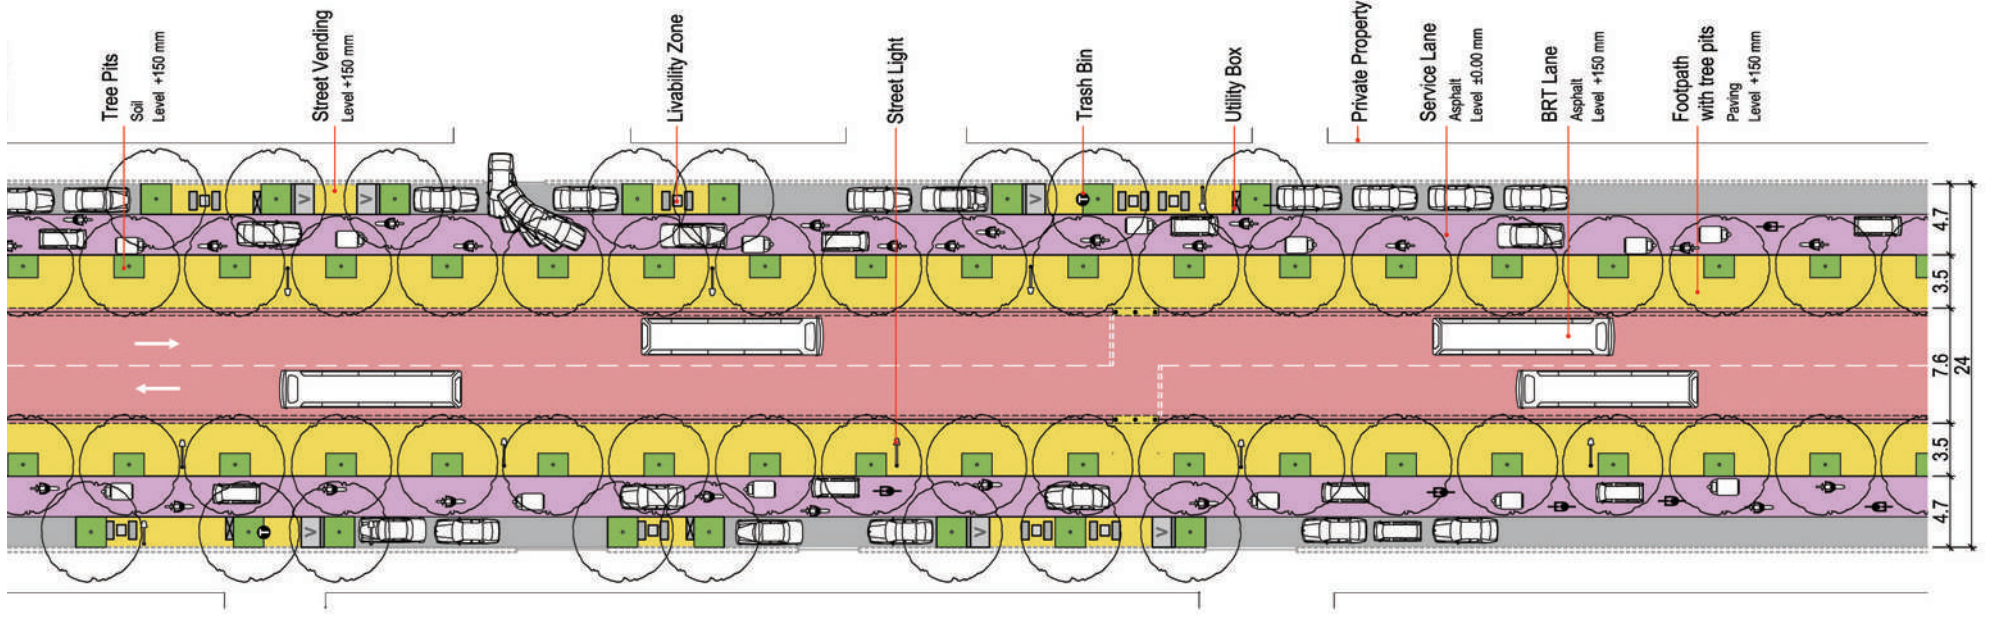 Tree Pits
Soil
Level +150 mm
Street Vending
Level +150 mm
Livability Zone
Street Light
Trash Bin
Utility Box
Private Property
Service Lane
Asphalt
Level ±0.00 mm
BRT Lane
Asphalt
Level +150 mm
Footpath
with tree pits
Paving
Level +150 mm
V
V
V
T
4.7
3.5
7.6
24
3.5
4.7
T
V
V
V